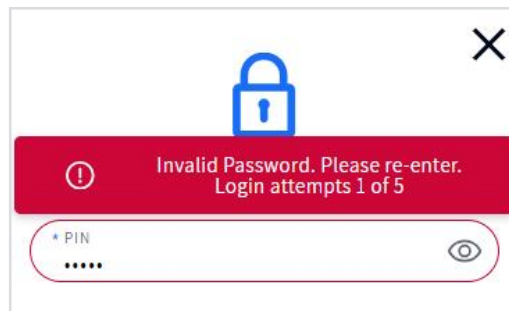 Invalid Password. Please re-enter.
Login attempts 1 of 5
* PIN
•••••